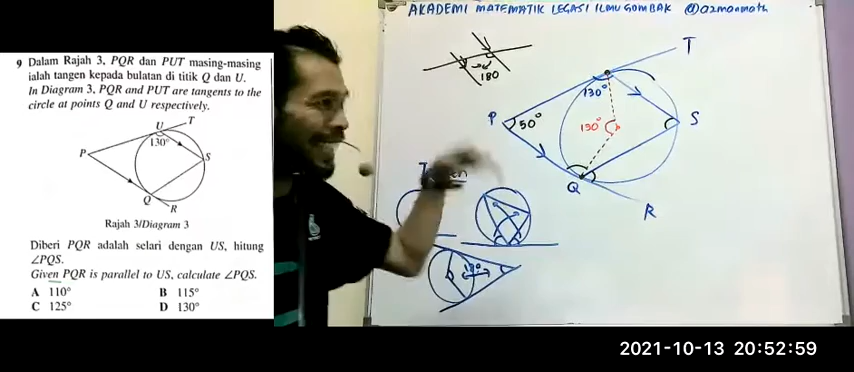 AKADEMI MATEMATIK LEGASI ILMU GOMBAK @azmanmath
9 Dalam Rajah 3, PQR dan PUT masing-masing
ialah tangen kepada bulatan di titik Q dan U.
In Diagram 3, PQR and PUT are tangents to the
circle at points Q and U respectively.
U
T
P
130°
S
Q
R
Rajah 3/Diagram 3
Diberi PQR adalah selari dengan US, hitung
∠PQS.
Given PQR is parallel to US, calculate ∠PQS.
A 110° B 115°
C 125° D 130°
180
T
130°
P
50°
130°
S
Q
R
180
2021-10-13 20:52:59